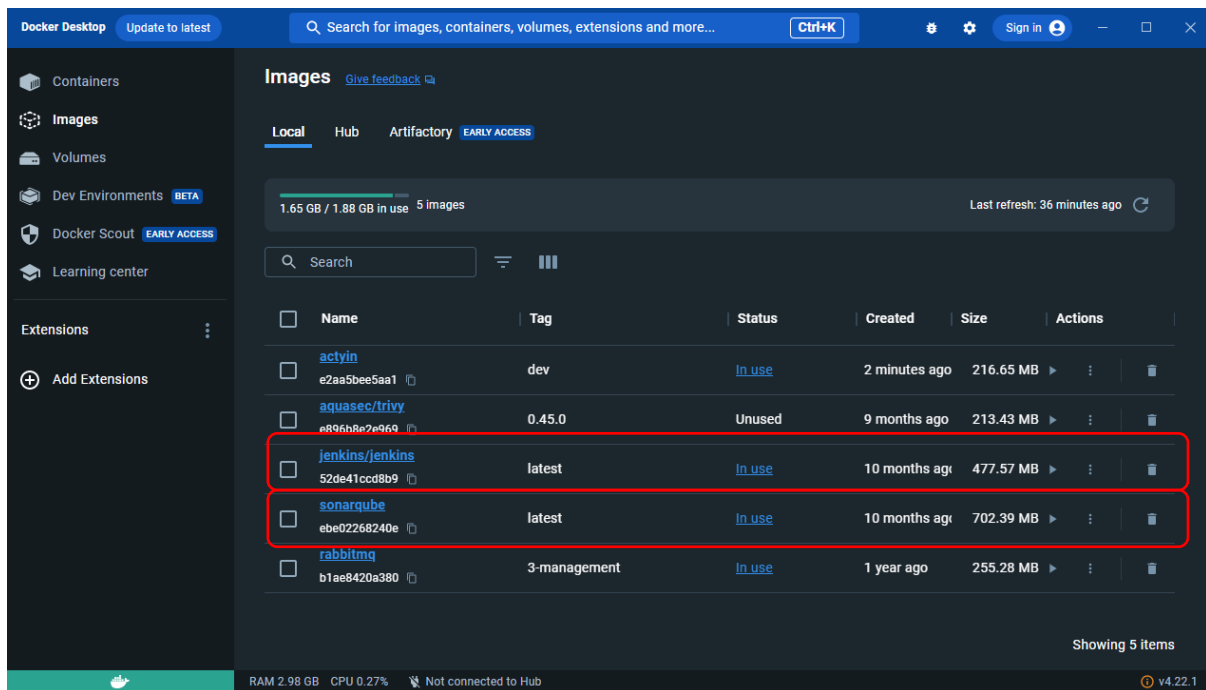 Docker Desktop Update to latest Search for images, containers, volumes, extensions and more... Ctrl+K Sign in
Containers
Images
Volumes
Dev Environments BETA
Docker Scout EARLY ACCESS
Learning center
Extensions
Add Extensions
Images Give feedback
Local Hub Artifactory EARLY ACCESS
1.65 GB / 1.88 GB in use 5 images Last refresh: 36 minutes ago
Search
Name Tag Status Created Size Actions
actyin
e2aa5bee5aa1 dev In use 2 minutes ago 216.65 MB
aquasec/trivy
e896b8e2e969 0.45.0 Unused 9 months ago 213.43 MB
jenkins/jenkins
52de41ccd8b9 latest In use 10 months ago 477.57 MB
sonarqube
ebe02268240e latest In use 10 months ago 702.39 MB
rabbitmq
b1ae8420a380 3-management In use 1 year ago 255.28 MB
Showing 5 items
RAM 2.98 GB CPU 0.27% Not connected to Hub v4.22.1